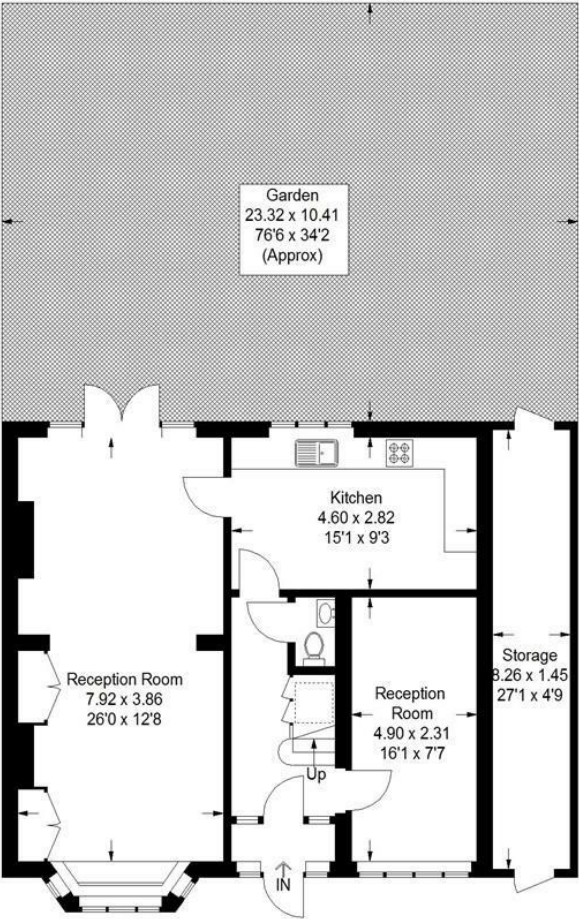 Garden
23.32 x 10.41
76'6 x 34'2
(Approx)
Kitchen
4.60 x 2.82
15'1 x 9'3
Reception Room
7.92 x 3.86
26'0 x 12'8
Reception
Room
4.90 x 2.31
16'1 x 7'7
Storage
8.26 x 1.45
27'1 x 4'9
Up
IN